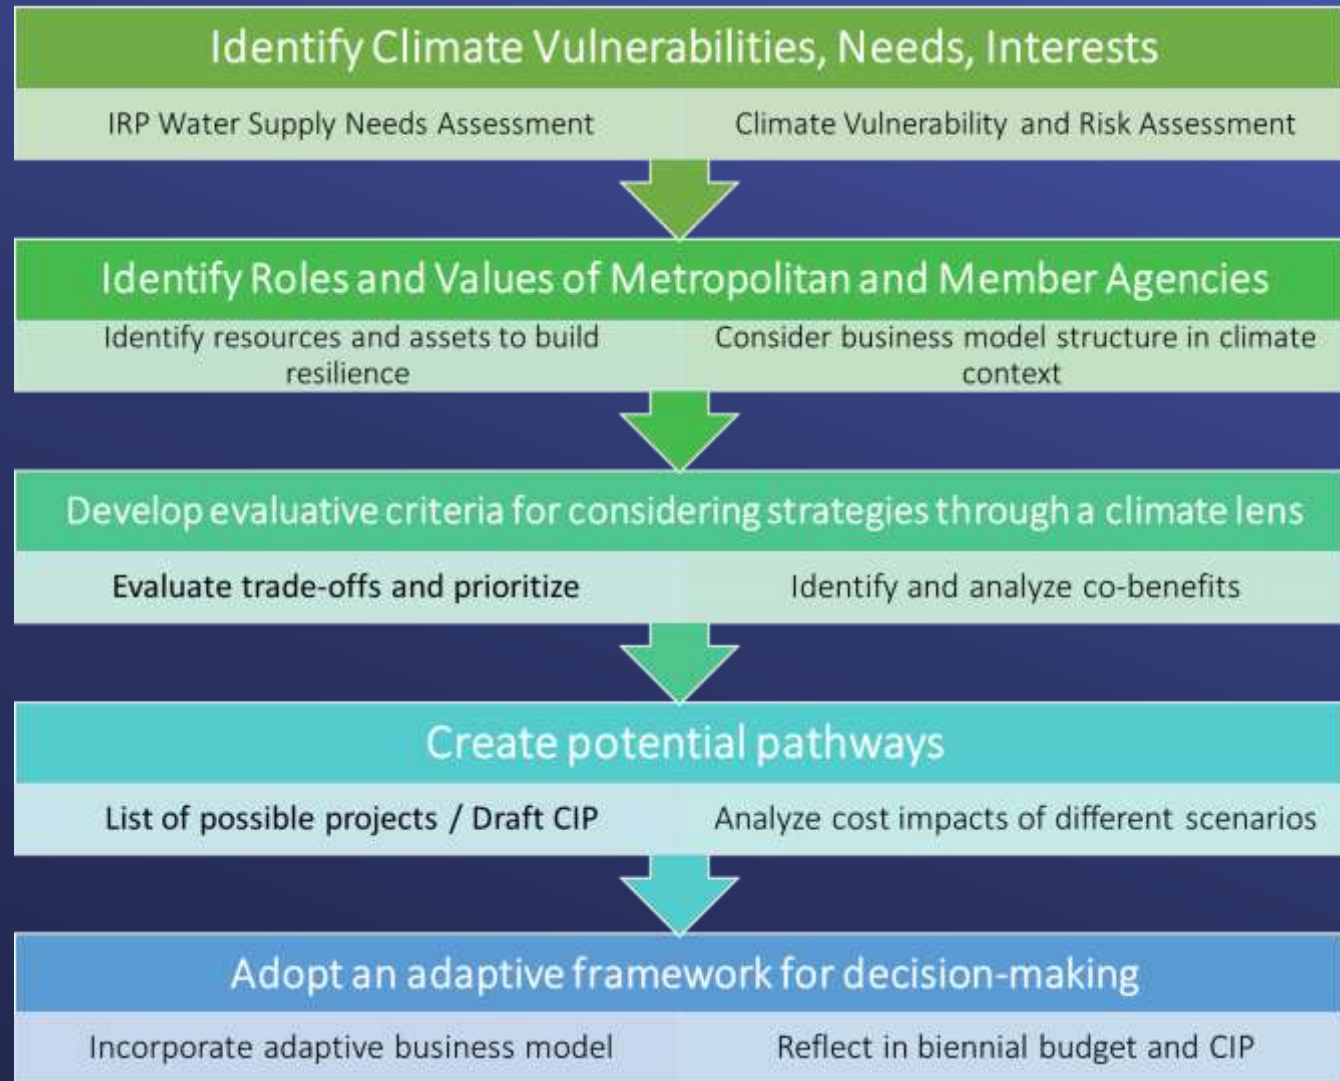 Identify Climate Vulnerabilities, Needs, Interests
IRP Water Supply Needs Assessment
Climate Vulnerability and Risk Assessment
Identify Roles and Values of Metropolitan and Member Agencies
Identify resources and assets to build
resilience
Consider business model structure in climate
context
Develop evaluative criteria for considering strategies through a climate lens
Evaluate trade-offs and prioritize
Identify and analyze co-benefits
Create potential pathways
List of possible projects / Draft CIP
Analyze cost impacts of different scenarios
Adopt an adaptive framework for decision-making
Incorporate adaptive business model
Reflect in biennial budget and CIP